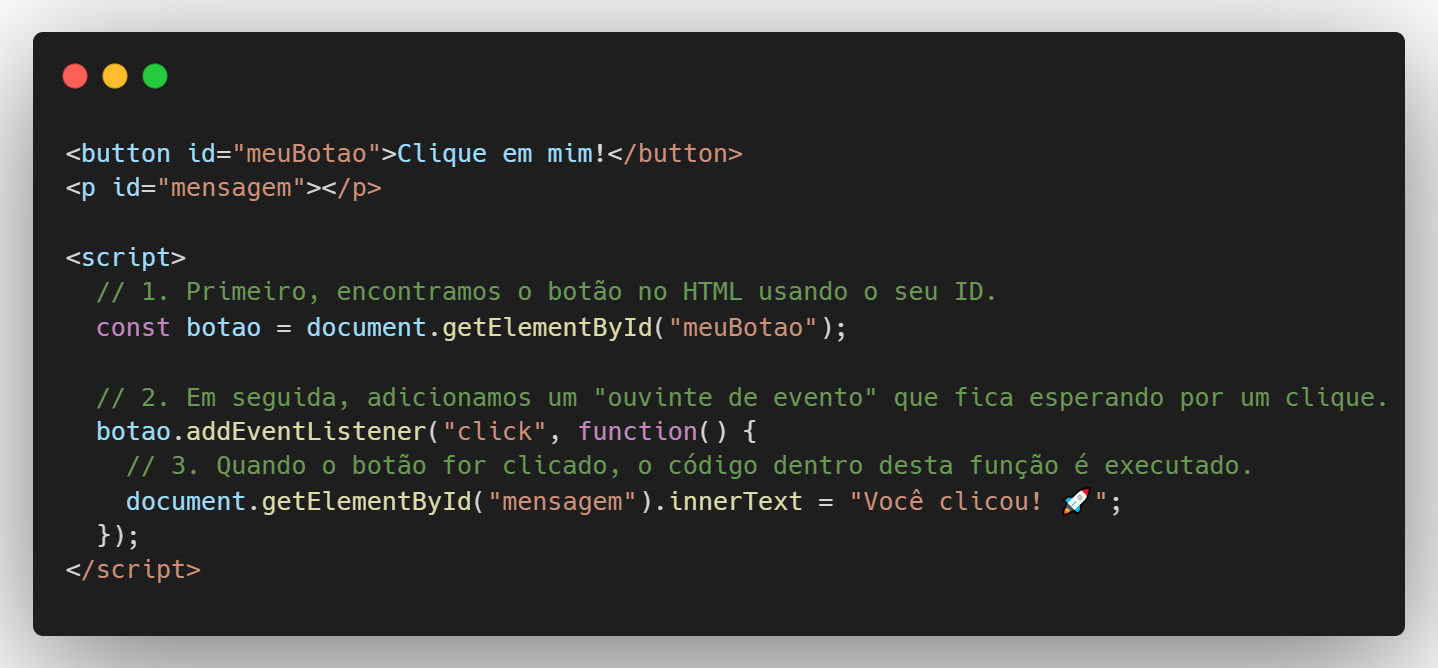 <button id="meuBotao">Clique em mim!</button>
<p id="mensagem"></p>

<script>
  // 1. Primeiro, encontramos o botão no HTML usando o seu ID.
  const botao = document.getElementById("meuBotao");

  // 2. Em seguida, adicionamos um "ouvinte de evento" que fica esperando por um clique.
  botao.addEventListener("click", function() {
    // 3. Quando o botão for clicado, o código dentro desta função é executado.
    document.getElementById("mensagem").innerText = "Você clicou! 🚀";
  });
</script>